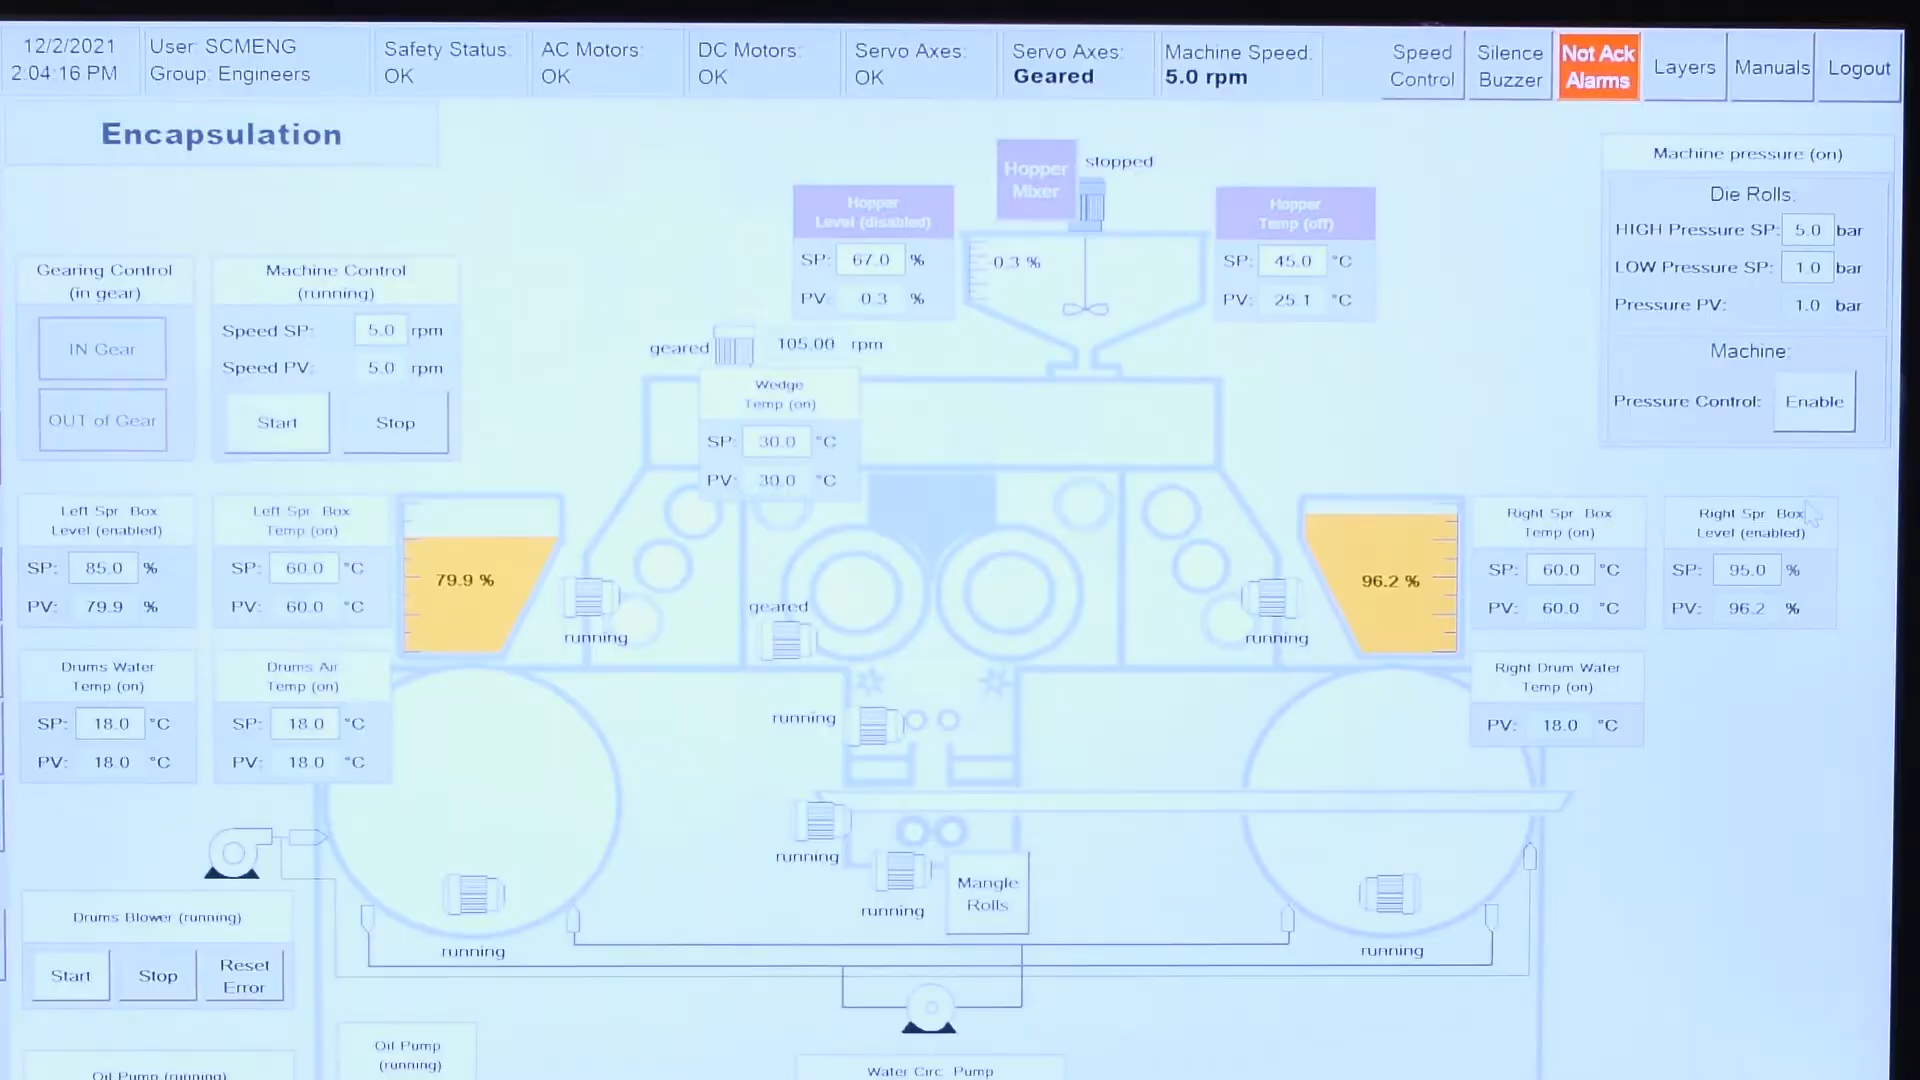 12/2/2021
2:04:16 PM
User: SCMENG
Group: Engineers
Safety Status:
OK
AC Motors:
OK
DC Motors:
OK
Servo Axes:
OK
Servo Axes:
Geared
Machine Speed:
5.0 rpm
Speed
Control
Silence
Buzzer
Not Ack
Alarms
Layers
Manuals
Logout
Encapsulation
Hopper
Mixer
stopped
Machine pressure (on)
Die Rolls:
HIGH Pressure SP: 5.0 bar
LOW Pressure SP: 1.0 bar
Pressure PV: 1.0 bar
Machine:
Pressure Control: Enable
Hopper
Level (disabled)
SP: 67.0 %
PV: 0.3 %
0.3 %
Hopper
Temp (off)
SP: 45.0 °C
PV: 25.1 °C
Gearing Control
(in gear)
IN Gear
OUT of Gear
Machine Control
(running)
Speed SP: 5.0 rpm
Speed PV: 5.0 rpm
Start
Stop
geared
105.00 rpm
Wedge
Temp (on)
SP: 30.0 °C
PV: 30.0 °C
Left Spr. Box
Level (enabled)
SP: 85.0 %
PV: 79.9 %
Left Spr. Box
Temp (on)
SP: 60.0 °C
PV: 60.0 °C
79.9 %
running
geared
running
96.2 %
Right Spr. Box
Temp (on)
SP: 60.0 °C
PV: 60.0 °C
Right Spr. Box
Level (enabled)
SP: 95.0 %
PV: 96.2 %
Drums Water
Temp (on)
SP: 18.0 °C
PV: 18.0 °C
Drums Air
Temp (on)
SP: 18.0 °C
PV: 18.0 °C
Right Drum Water
Temp (on)
PV: 18.0 °C
running
running
running
Mangle
Rolls
running
running
Drums Blower (running)
Start
Stop
Reset
Error
Oil Pump (running)
Oil Pump
(running)
Water Circ. Pump